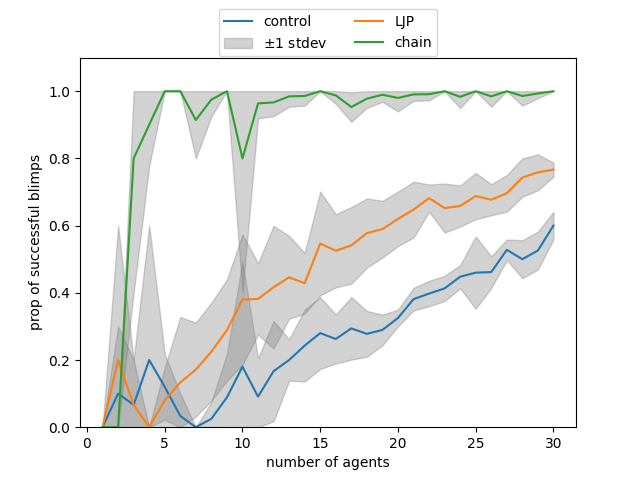 control
LJP
±1 stdev
chain
prop of successful blimps
1.0
0.8
0.6
0.4
0.2
0.0
0 5 10 15 20 25 30
number of agents